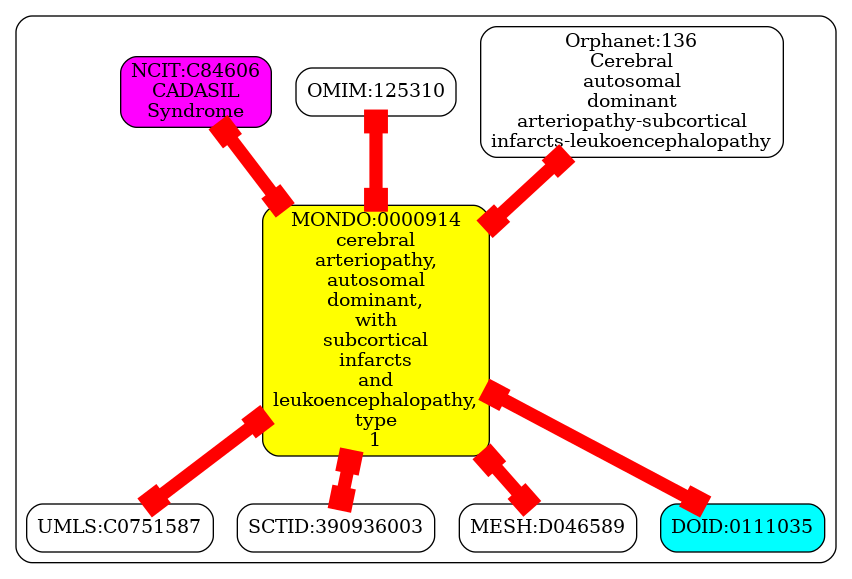 NCIT:C84606
CADASIL
Syndrome
OMIM:125310
Orphanet:136
Cerebral
autosomal
dominant
arteriopathy-subcortical
infarcts-leukoencephalopathy
MONDO:0000914
cerebral
arteriopathy,
autosomal
dominant,
with
subcortical
infarcts
and
leukoencephalopathy,
type
1
UMLS:C0751587
SCTID:390936003
MESH:D046589
DOID:0111035